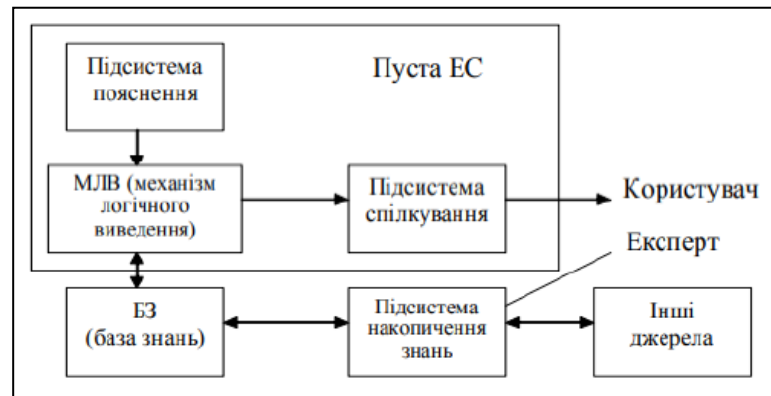 Підсистема
пояснення
Пуста ЕС
МЛВ (механізм
логічного
виведення)
Підсистема
спілкування
Користувач
Експерт
БЗ
(база знань)
Підсистема
накопичення
знань
Інші
джерела